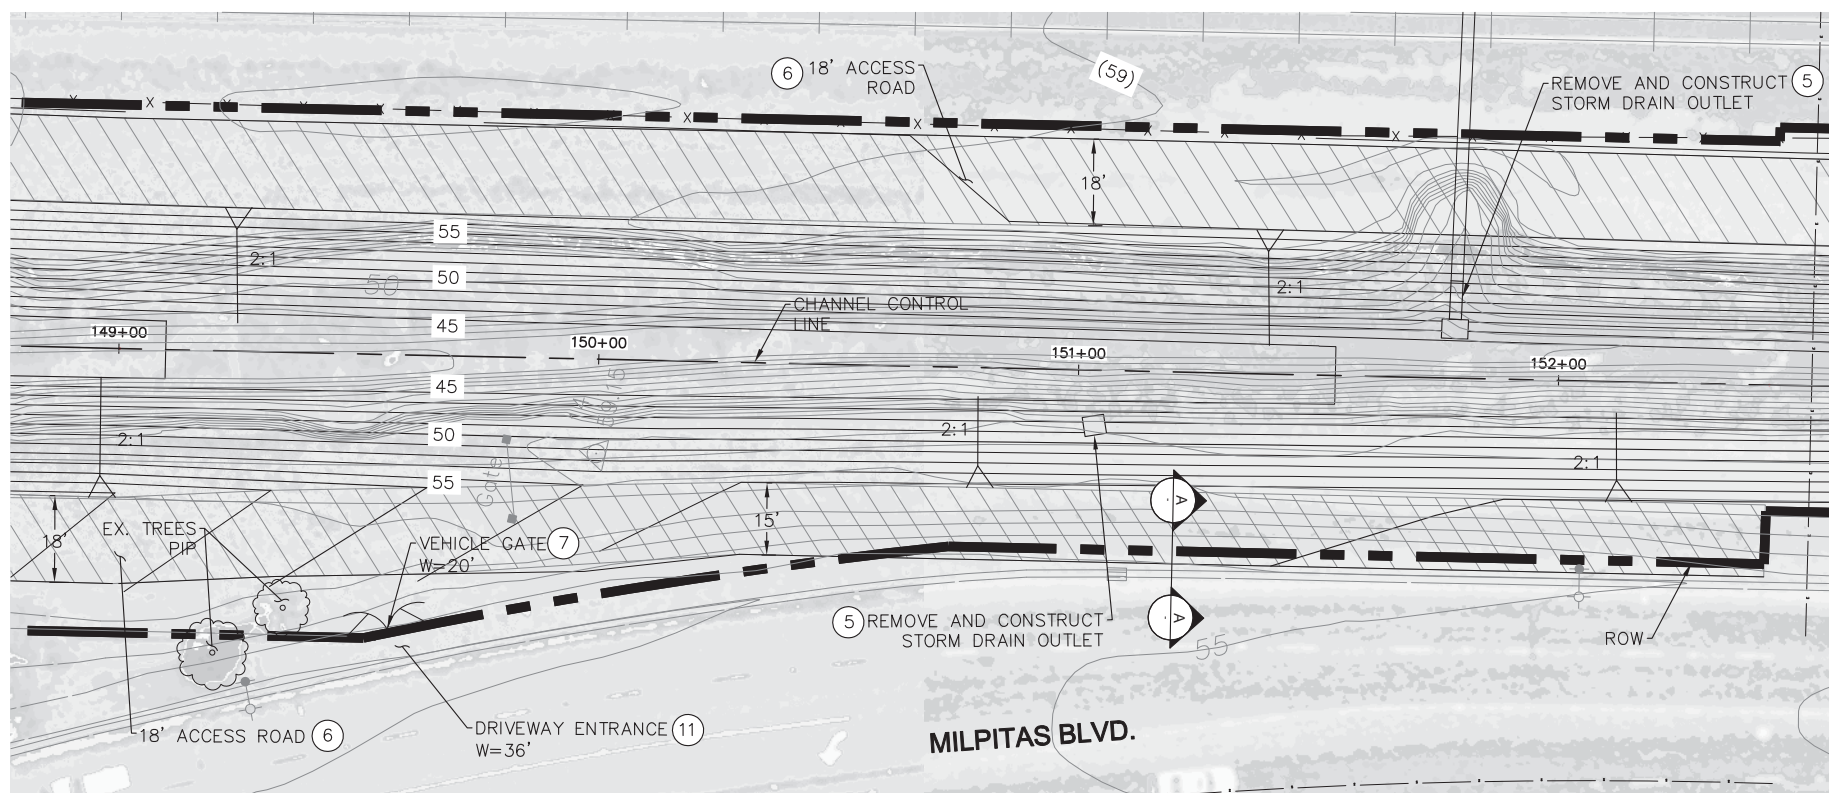 6 18' ACCESS
ROAD
(59)
REMOVE AND CONSTRUCT 5
STORM DRAIN OUTLET
18'
55
2:1
50
50
2:1
CHANNEL CONTROL
LINE
45
149+00
150+00
151+00
152+00
45
59.15
2:1
50
2:1
2:1
Gate
55
A
18'
EX. TREES
PIP
15'
VEHICLE GATE 7
W=20'
A
5 REMOVE AND CONSTRUCT
STORM DRAIN OUTLET
ROW
55
18' ACCESS ROAD 6
DRIVEWAY ENTRANCE 11
W=36'
MILPITAS BLVD.